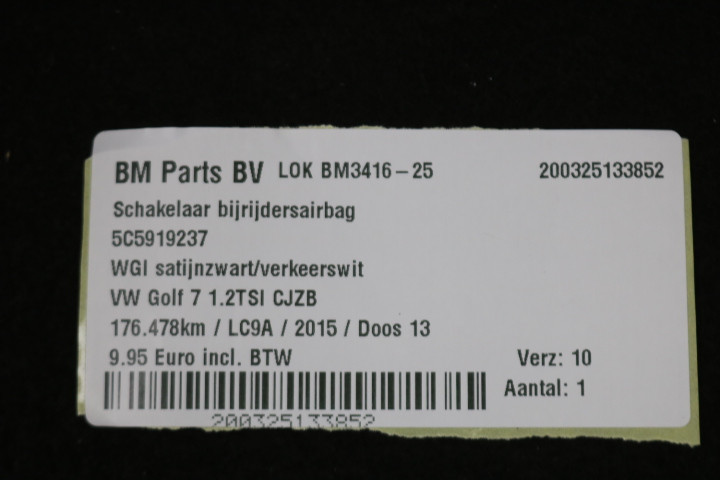 BM Parts BV LOK BM3416-25 200325133852
Schakelaar bijrijdersairbag
5C5919237
WGI satijnzwart/verkeerswit
VW Golf 7 1.2TSI CJZB
176.478km / LC9A / 2015 / Doos 13
9.95 Euro incl. BTW Verz: 10
Aantal: 1
200325133852